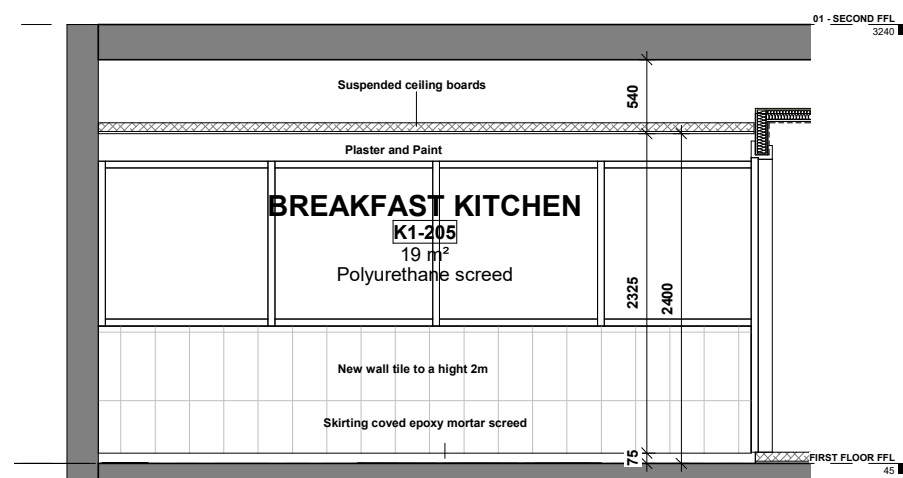 01 - SECOND FFL
3240
540
Suspended ceiling boards
Plaster and Paint
BREAKFAST KITCHEN
K1-205
19 m²
Polyurethane screed
2325
2400
New wall tile to a hight 2m
Skirting coved epoxy mortar screed
75
FIRST FLOOR FFL
45